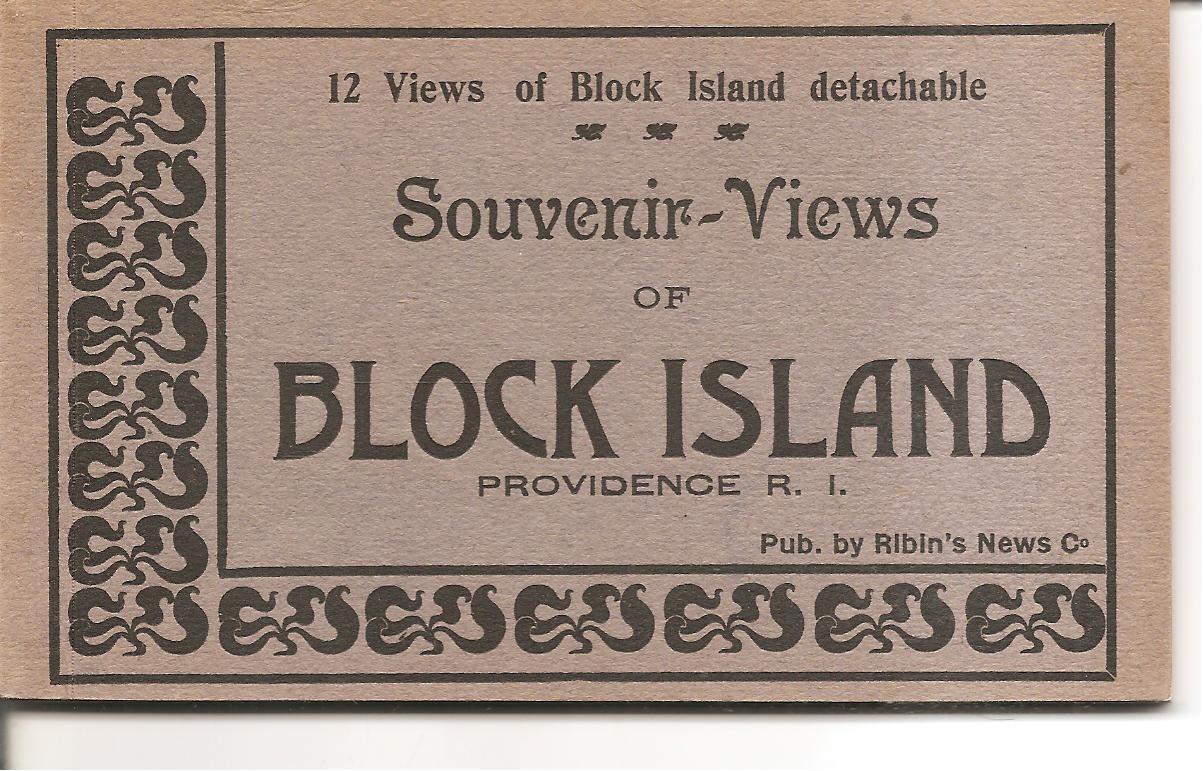 12 Views of Block Island detachable
Souvenir-Views
OF
BLOCK ISLAND
PROVIDENCE R. I.
Pub. by Ribin's News Co